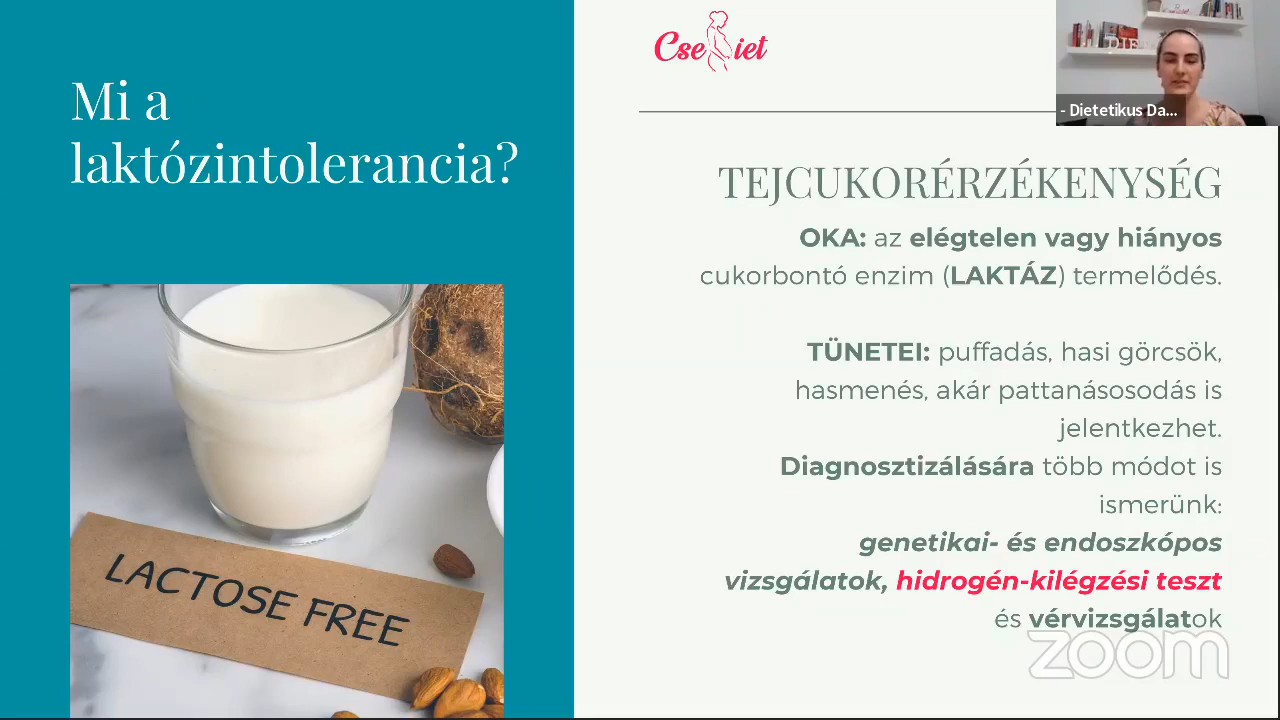 Mi a
laktózintolerancia?
LACTOSE FREE
Cse iet
- Dietetikus Da...
TEJCUKORÉRZÉKENYSÉG
OKA: az elégtelen vagy hiányos
cukorbontó enzim (LAKTÁZ) termelődés.
TÜNETEI: puffadás, hasi görcsök,
hasmenés, akár pattanásosodás is
jelentkezhet.
Diagnosztizálására több módot is
ismerünk:
genetikai- és endoszkópos
vizsgálatok, hidrogén-kilégzési teszt
és vérvizsgálatok
zoom